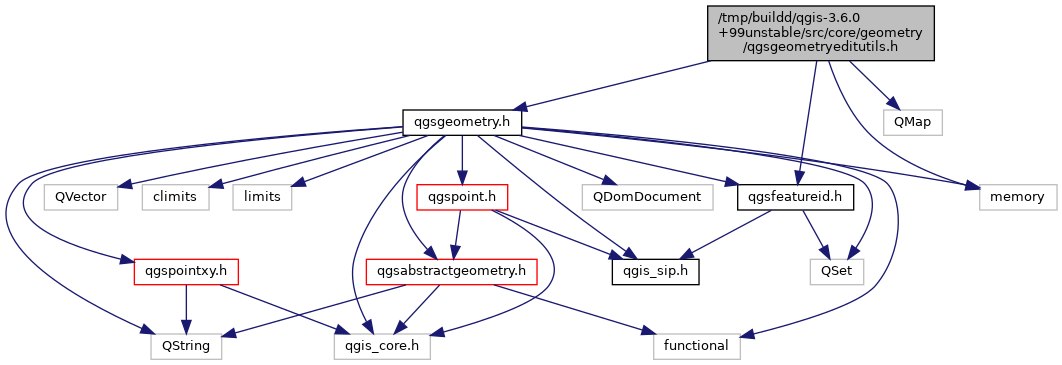 /tmp/buildd/qgis-3.6.0
+99unstable/src/core/geometry
/qgsgeometryeditutils.h
qgsgeometry.h
QMap
QVector
climits
limits
qgspoint.h
QDomDocument
qgsfeatureid.h
memory
qgspointxy.h
qgsabstractgeometry.h
qgis_sip.h
QSet
QString
qgis_core.h
functional